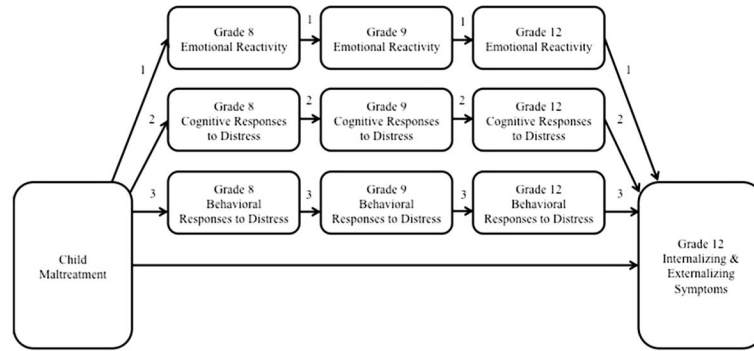 1
Grade 8
Emotional Reactivity
1
Grade 9
Emotional Reactivity
1
Grade 12
Emotional Reactivity
1
2
Grade 8
Cognitive Responses
to Distress
2
Grade 9
Cognitive Responses
to Distress
2
Grade 12
Cognitive Responses
to Distress
2
3
Grade 8
Behavioral
Responses to Distress
3
Grade 9
Behavioral
Responses to Distress
3
Grade 12
Behavioral
Responses to Distress
3
Child
Maltreatment
Grade 12
Internalizing &
Externalizing
Symptoms